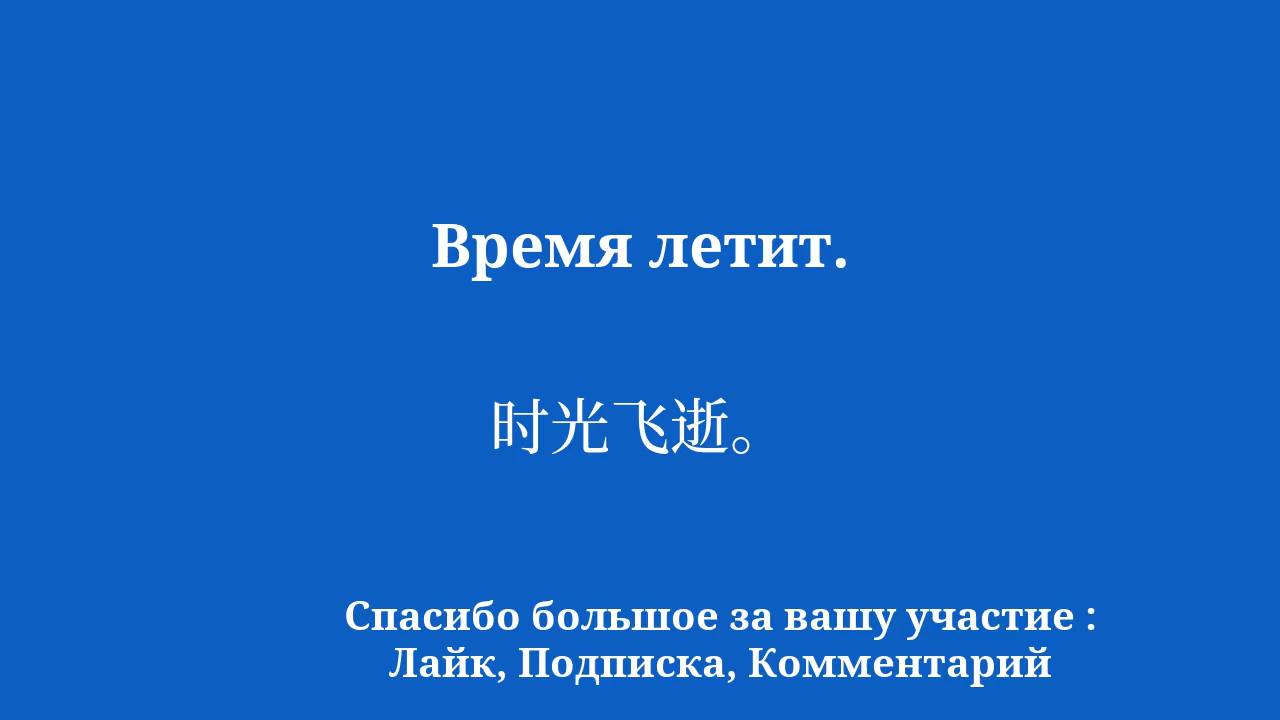 Время летит.
时光飞逝。
Спасибо большое за вашу участие :
Лайк, Подписка, Комментарий